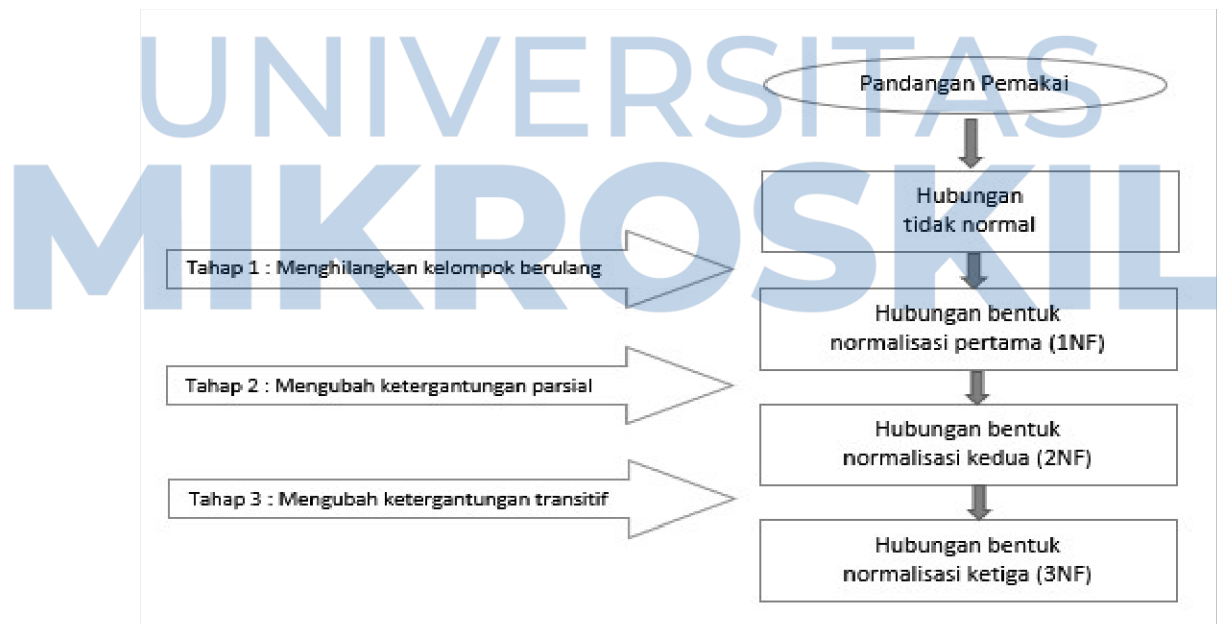 UNIVERSITAS
MIKROSKIL
Pandangan Pemakai
Hubungan
tidak normal
Tahap 1 : Menghilangkan kelompok berulang
Hubungan bentuk
normalisasi pertama (1NF)
Tahap 2 : Mengubah ketergantungan parsial
Hubungan bentuk
normalisasi kedua (2NF)
Tahap 3 : Mengubah ketergantungan transitif
Hubungan bentuk
normalisasi ketiga (3NF)